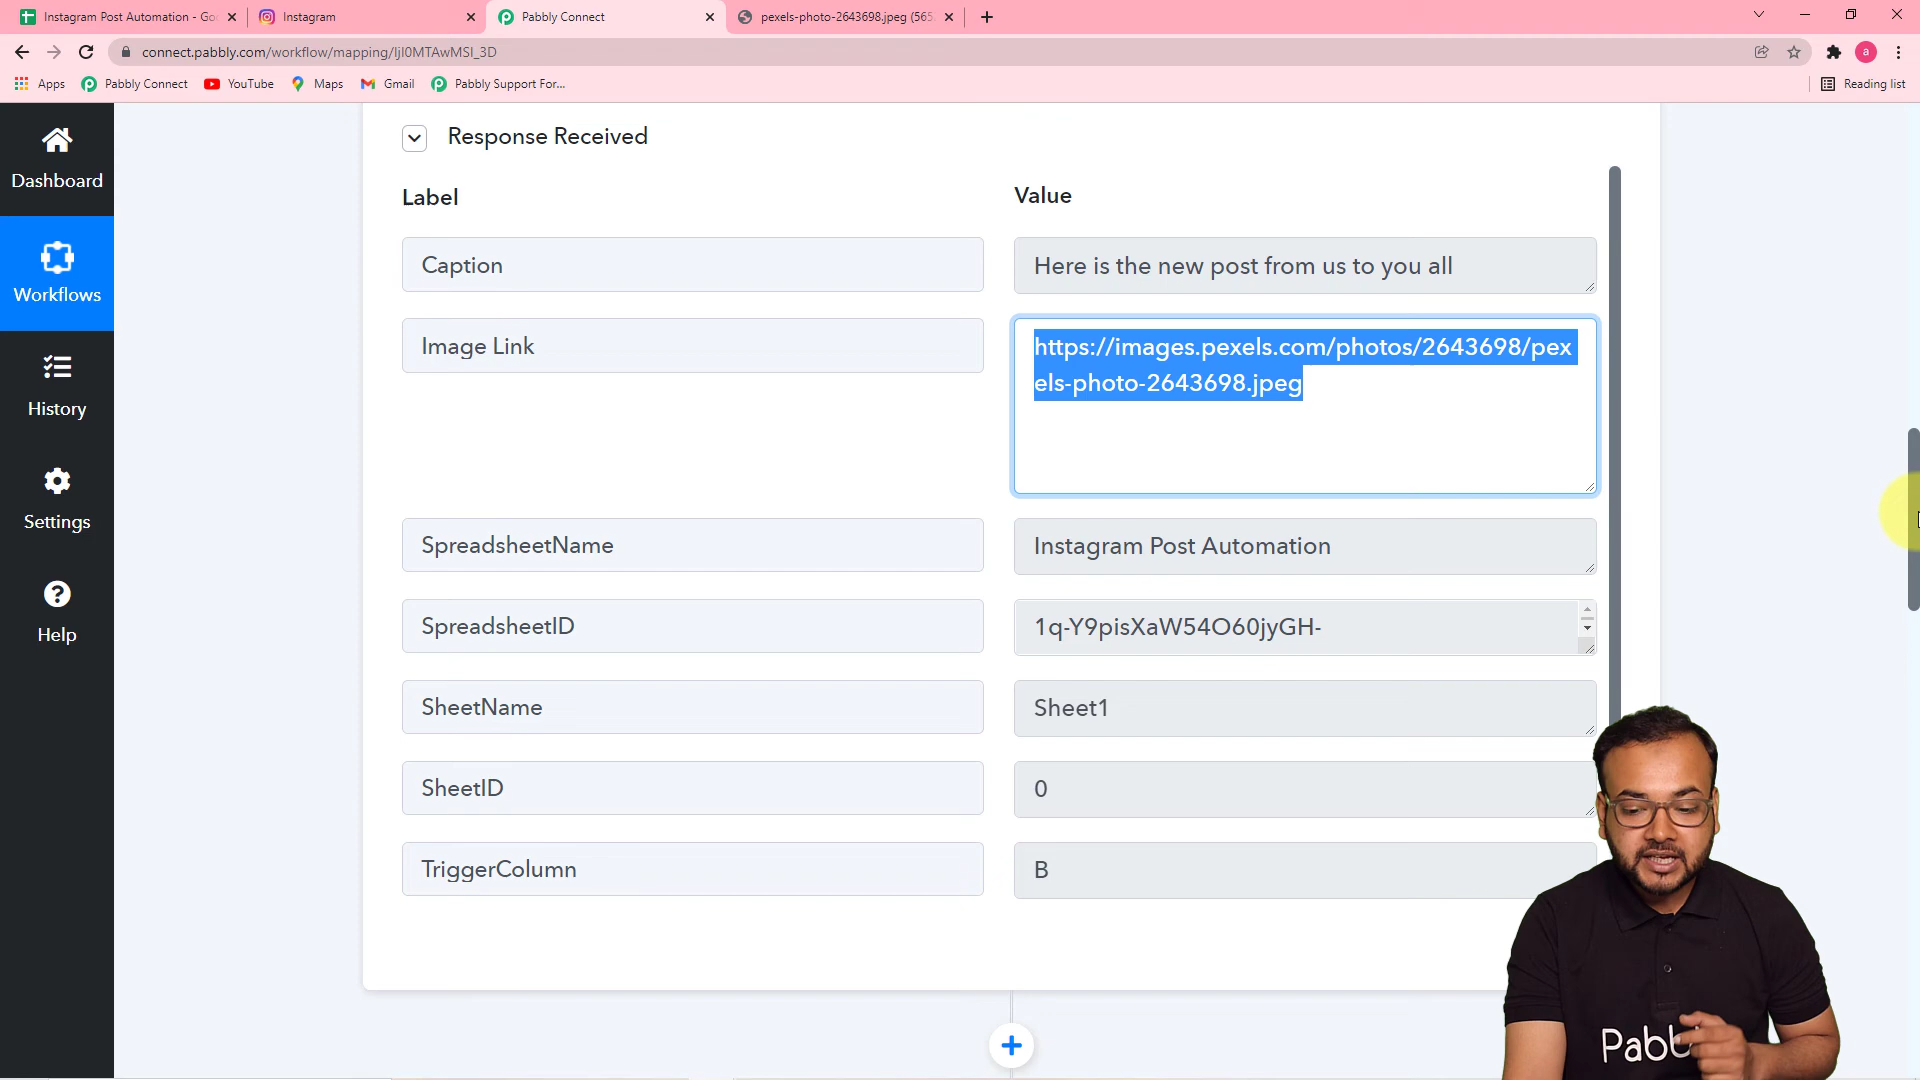 Instagram Post Automation - Goo
Instagram
Pabbly Connect
pexels-photo-2643698.jpeg (565
connect.pabbly.com/workflow/mapping/IjI0MTAwMSI_3D
a
Apps
Pabbly Connect
YouTube
Maps
Gmail
Pabbly Support For...
Reading list
Dashboard
Workflows
History
Settings
Help
Response Received
Label
Value
Caption
Here is the new post from us to you all
Image Link
https://images.pexels.com/photos/2643698/pex
els-photo-2643698.jpeg
SpreadsheetName
Instagram Post Automation
SpreadsheetID
1q-Y9pisXaW54O60jyGH-
SheetName
Sheet1
SheetID
0
TriggerColumn
B